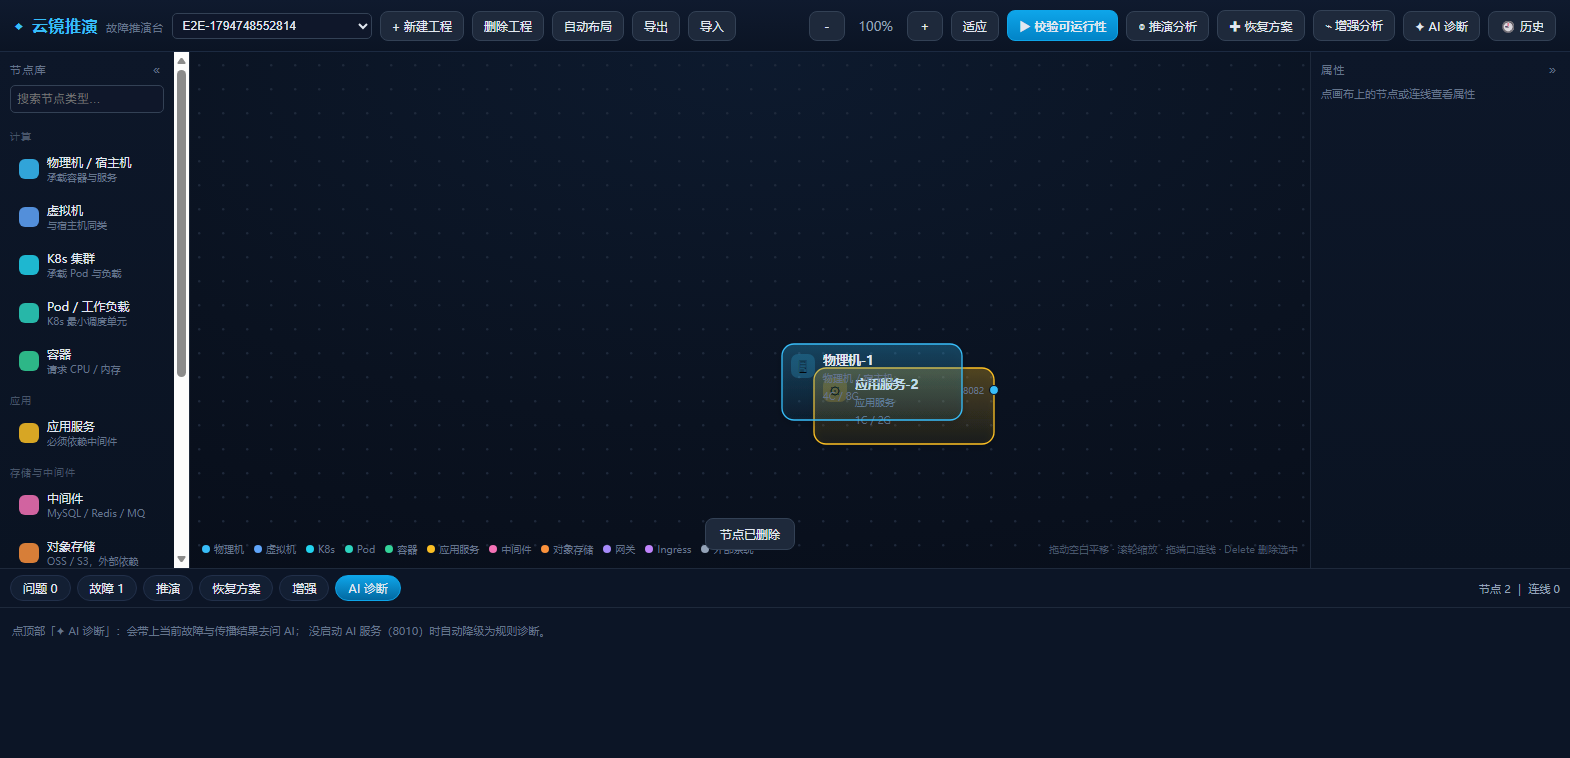 云镜推演 故障推演台 E2E-1794748552814 + 新建工程 删除工程 自动布局 导出 导入 - 100% + 适应 ▶ 校验可运行性 推演分析 ✚ 恢复方案 增强分析 ✦ AI 诊断 历史
节点库 «
搜索节点类型...
计算
物理机 / 宿主机
承载容器与服务
虚拟机
与宿主机同类
K8s 集群
承载 Pod 与负载
Pod / 工作负载
K8s 最小调度单元
容器
请求 CPU / 内存
应用
应用服务
必须依赖中间件
存储与中间件
中间件
MySQL / Redis / MQ
对象存储
OSS / S3，外部依赖
物理机-1
应用服务-2
8082
应用服务
1C / 2G
节点已删除
物理机 虚拟机 K8s Pod 容器 应用服务 中间件 对象存储 网关 Ingress 外部系统
拖动空白平移 · 滚轮缩放 · 拖端口连线 · Delete 删除选中
属性 »
点画布上的节点或连线查看属性
问题 0 故障 1 推演 恢复方案 增强 AI 诊断
节点 2 | 连线 0
点顶部「✦ AI 诊断」：会带上当前故障与传播结果去问 AI； 没启动 AI 服务（8010）时自动降级为规则诊断。